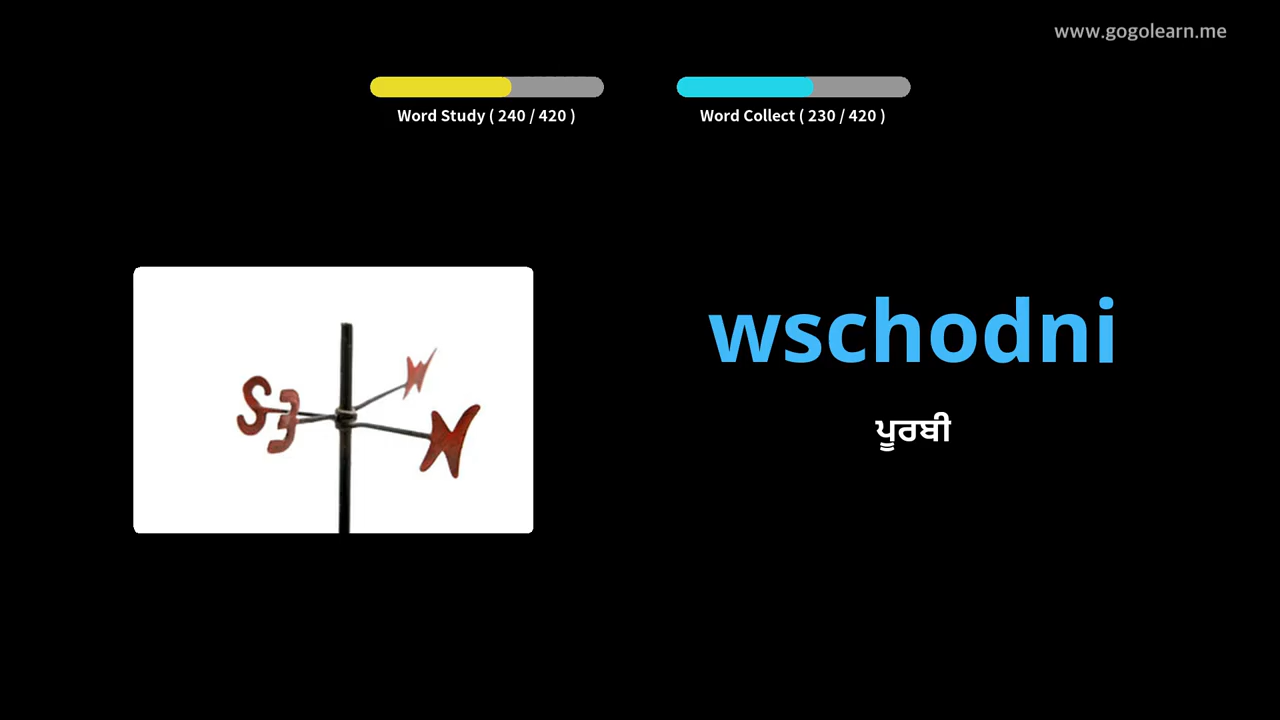 www.gogolearn.me
Word Study ( 240 / 420 )
Word Collect ( 230 / 420 )
wschodni
ਪੂਰਬੀ
S E N W